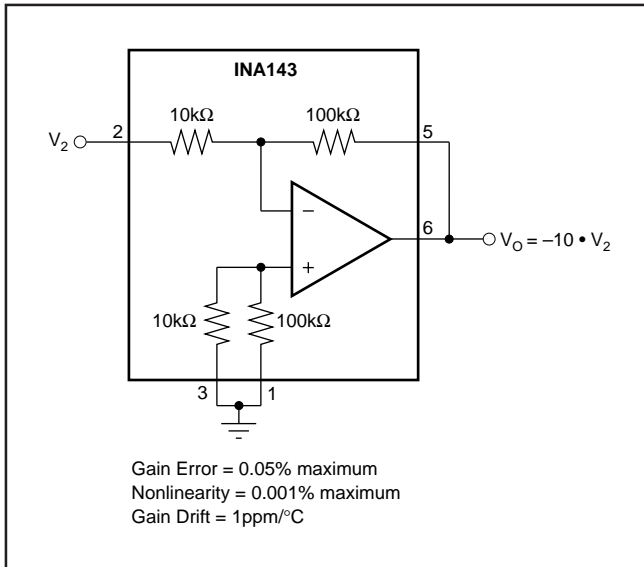 INA143
10kΩ
100kΩ
V2
2
5
–
6
VO = –10 • V2
+
10kΩ
100kΩ
3
1
Gain Error = 0.05% maximum
Nonlinearity = 0.001% maximum
Gain Drift = 1ppm/°C